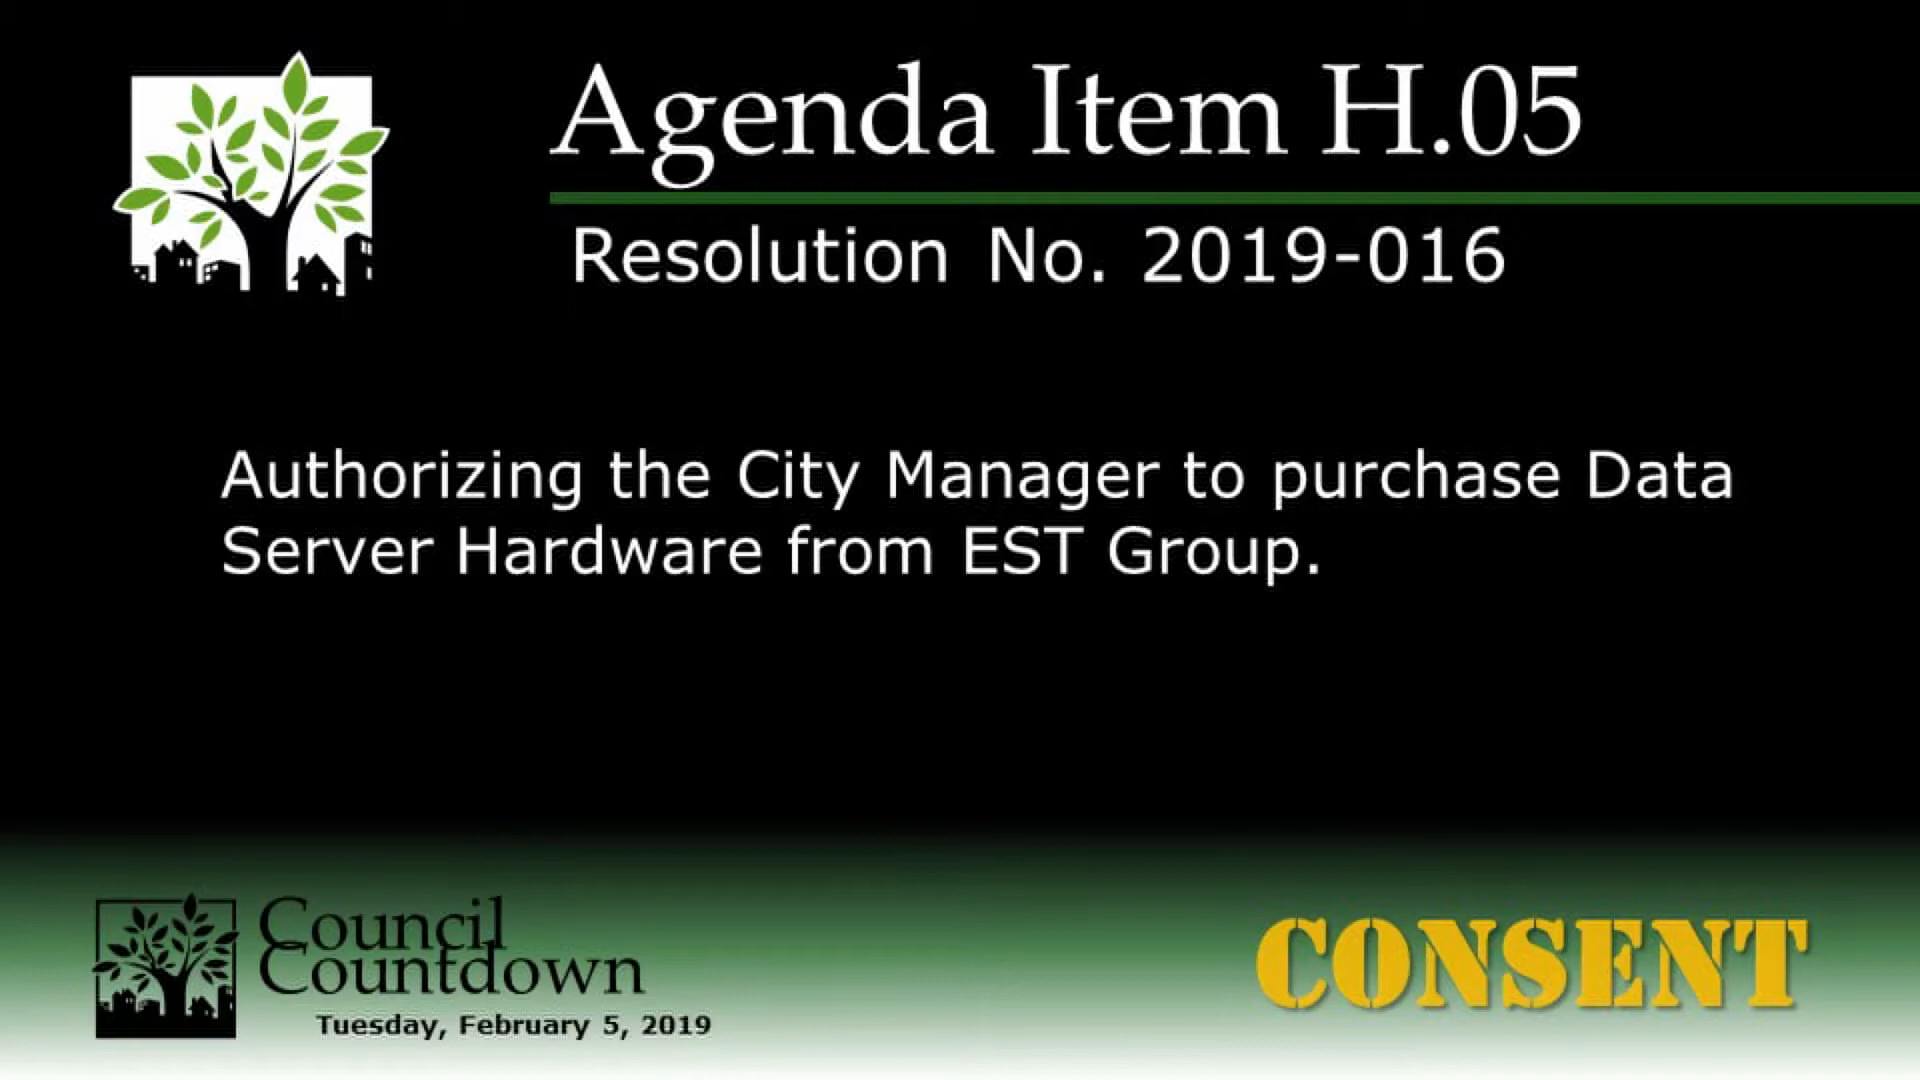 Agenda Item H.05
Resolution No. 2019-016
Authorizing the City Manager to purchase Data
Server Hardware from EST Group.
Council
Countdown
Tuesday, February 5, 2019
CONSENT